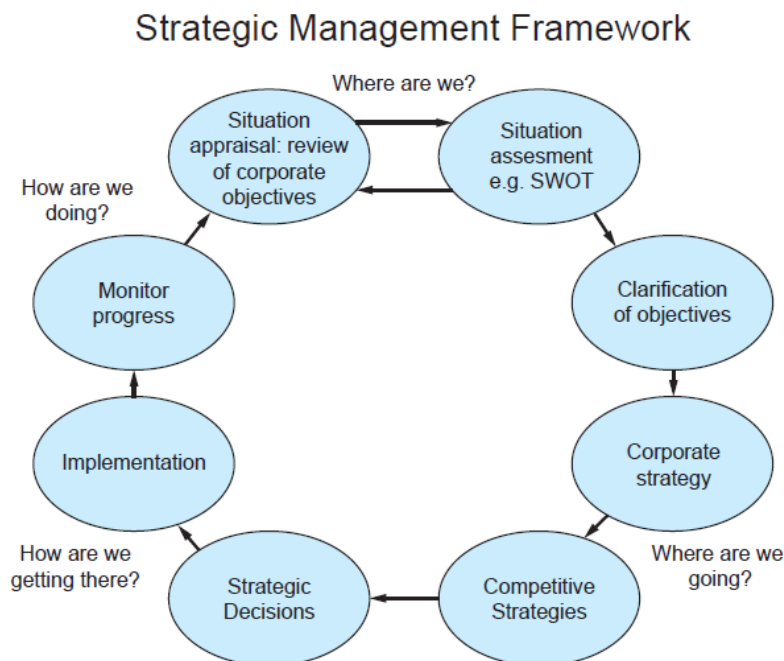 Strategic Management Framework
Where are we?
Situation
appraisal: review
of corporate
objectives
Situation
assesment
e.g. SWOT
How are we
doing?
Monitor
progress
Clarification
of objectives
Implementation
Corporate
strategy
How are we
getting there?
Where are we
going?
Strategic
Decisions
Competitive
Strategies